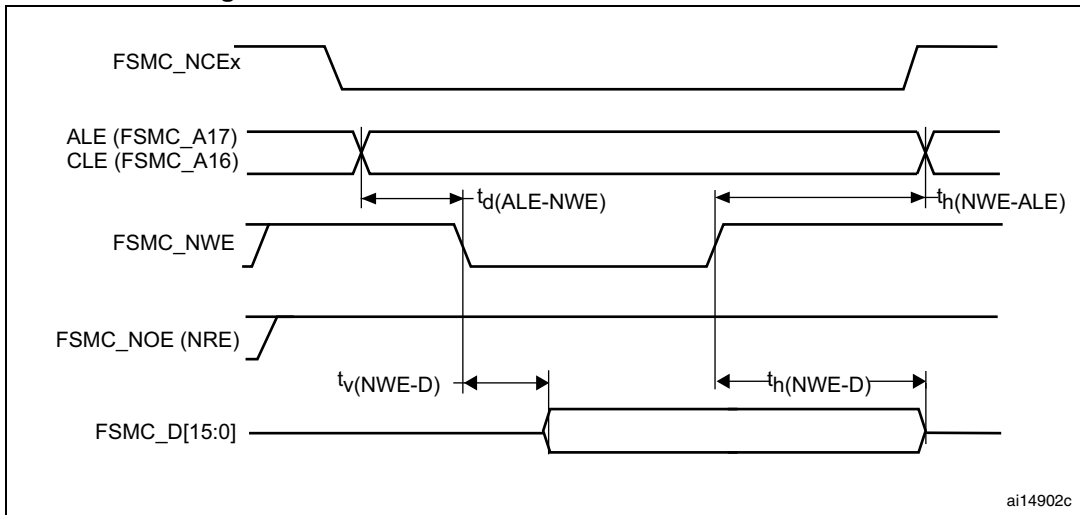 FSMC_NCEx
ALE (FSMC_A17)
CLE (FSMC_A16)
td(ALE-NWE)
th(NWE-ALE)
FSMC_NWE
FSMC_NOE (NRE)
tv(NWE-D)
th(NWE-D)
FSMC_D[15:0]
ai14902c